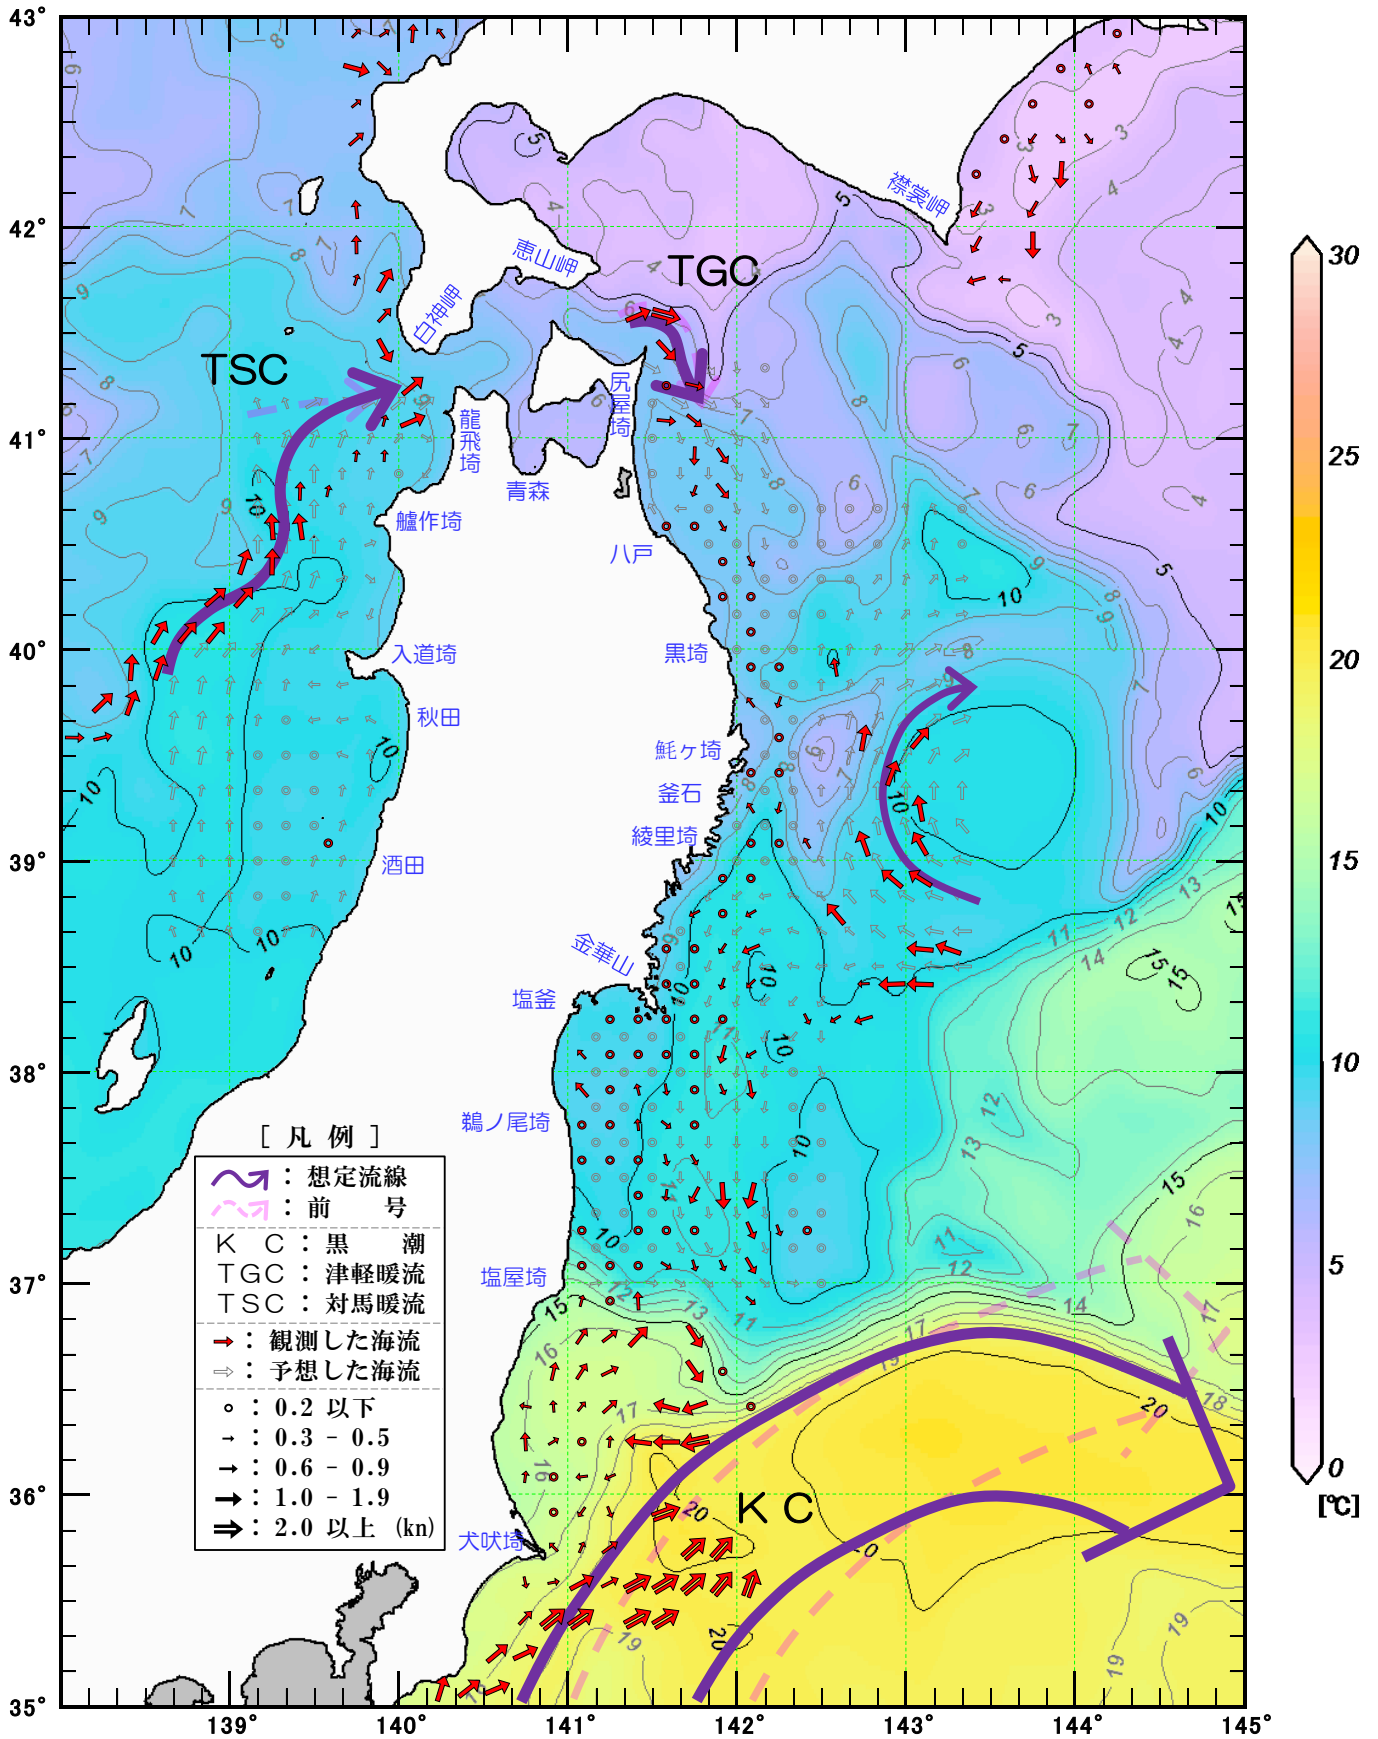 43°
42°
41°
40°
39°
38°
37°
36°
35°
139°
140°
141°
142°
143°
144°
145°
TSC
TGC
KC
襟裳岬
恵山岬
白神岬
尻屋埼
龍飛埼
青森
艫作埼
八戸
入道埼
黒埼
秋田
魹ヶ埼
釜石
綾里埼
酒田
金華山
塩釜
鵜ノ尾埼
塩屋埼
犬吠埼
[ 凡 例 ]
: 想定流線
: 前 号
K C : 黒 潮
TGC : 津軽暖流
TSC : 対馬暖流
: 観測した海流
: 予想した海流
: 0.2 以下
: 0.3 - 0.5
: 0.6 - 0.9
: 1.0 - 1.9
: 2.0 以上 (kn)
30
25
20
15
10
5
0
[℃]